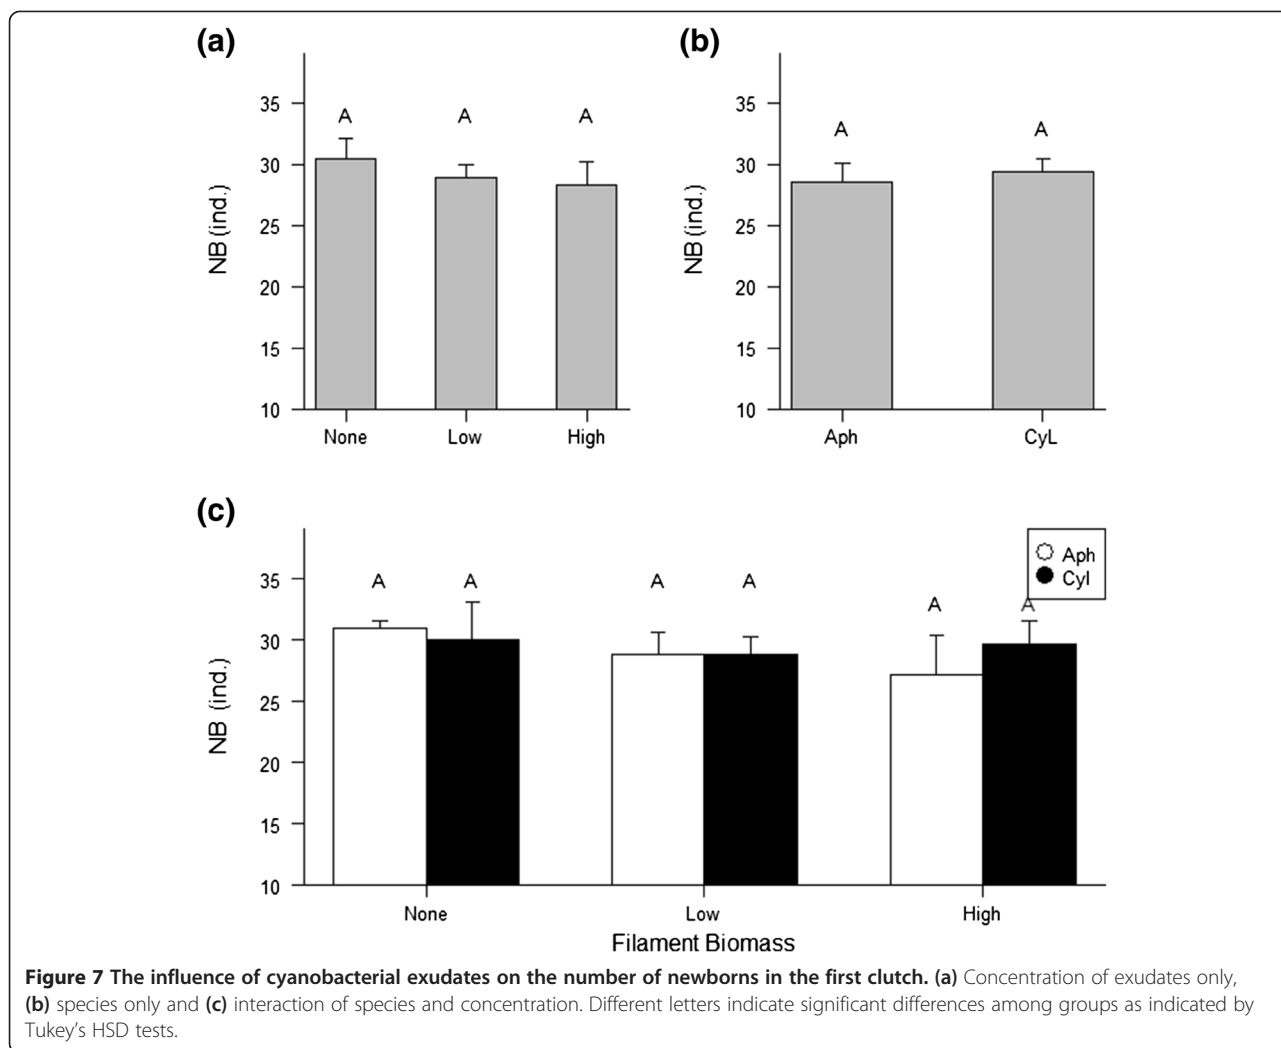 (a)
A A A
35
30
25
20
15
10
NB (ind.)
None Low High
(b)
A A
35
30
25
20
15
10
NB (ind.)
Aph CyL
(c)
Aph
Cyl
A A A A A A
35
30
25
20
15
10
NB (ind.)
None Low High
Filament Biomass
Figure 7 The influence of cyanobacterial exudates on the number of newborns in the first clutch. (a) Concentration of exudates only,
(b) species only and (c) interaction of species and concentration. Different letters indicate significant differences among groups as indicated by
Tukey's HSD tests.